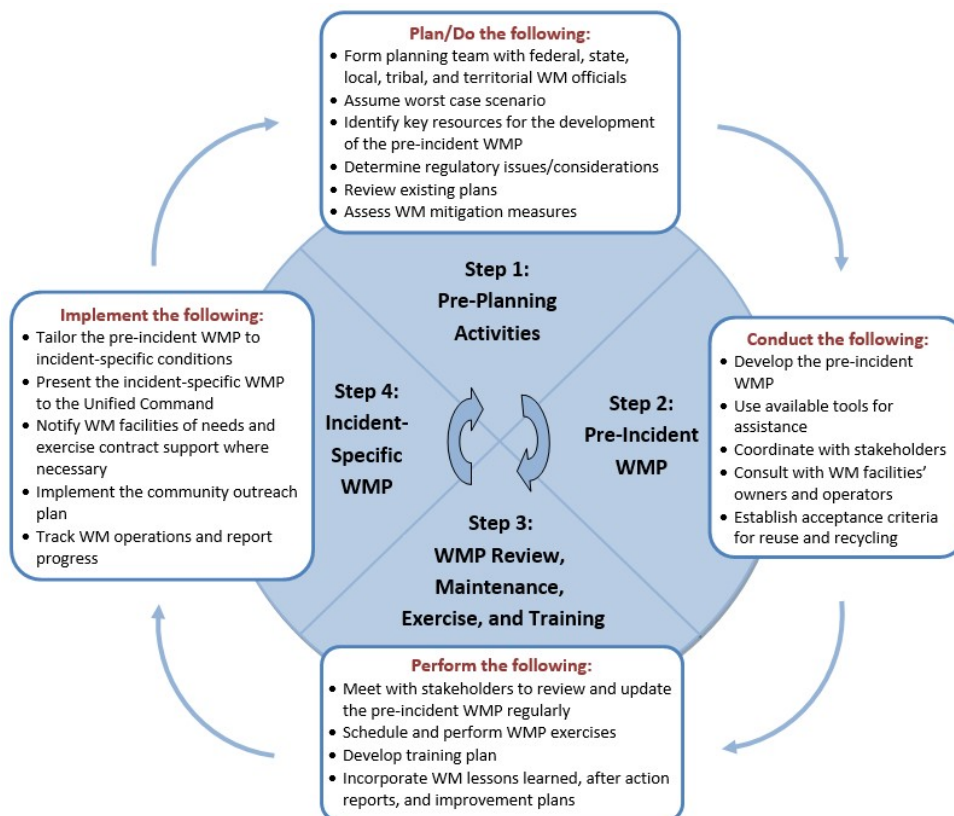 Plan/Do the following:
• Form planning team with federal, state,
local, tribal, and territorial WM officials
• Assume worst case scenario
• Identify key resources for the development
of the pre-incident WMP
• Determine regulatory issues/considerations
• Review existing plans
• Assess WM mitigation measures
Step 1:
Pre-Planning
Activities
Conduct the following:
• Develop the pre-incident
WMP
• Use available tools for
assistance
• Coordinate with stakeholders
• Consult with WM facilities’
owners and operators
• Establish acceptance criteria
for reuse and recycling
Step 2:
Pre-Incident
WMP
Perform the following:
• Meet with stakeholders to review and update
the pre-incident WMP regularly
• Schedule and perform WMP exercises
• Develop training plan
• Incorporate WM lessons learned, after action
reports, and improvement plans
Step 3:
WMP Review,
Maintenance,
Exercise, and Training
Implement the following:
• Tailor the pre-incident WMP to
incident-specific conditions
• Present the incident-specific WMP
to the Unified Command
• Notify WM facilities of needs and
exercise contract support where
necessary
• Implement the community outreach
plan
• Track WM operations and report
progress
Step 4:
Incident-
Specific
WMP